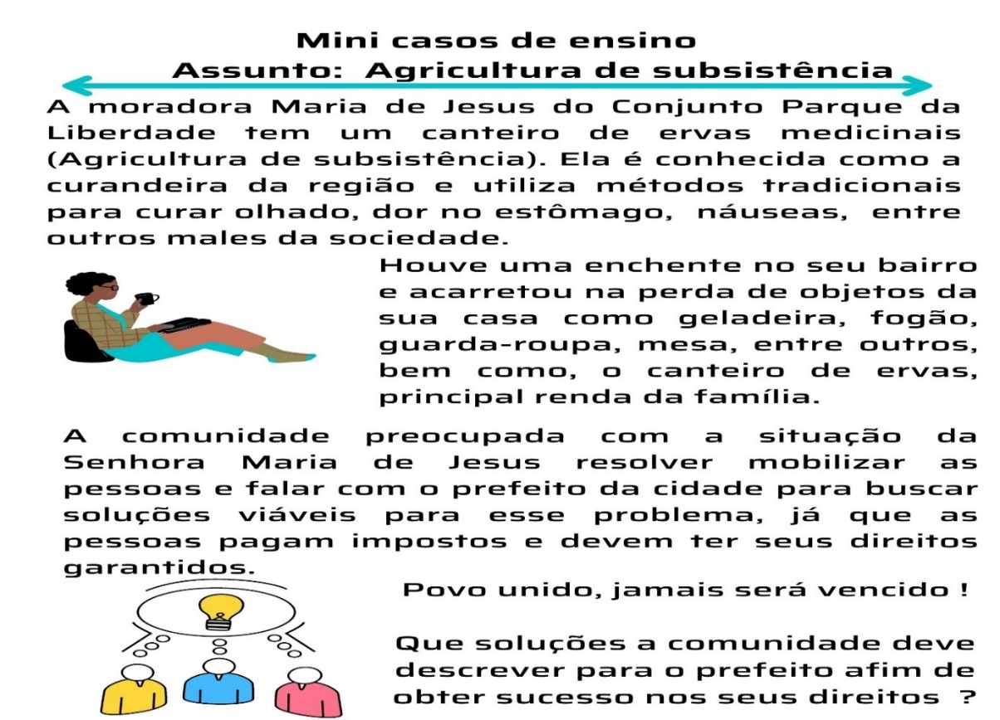 Mini casos de ensino
Assunto: Agricultura de subsistência
A moradora Maria de Jesus do Conjunto Parque da
Liberdade tem um canteiro de ervas medicinais
(Agricultura de subsistência). Ela é conhecida como a
curandeira da região e utiliza métodos tradicionais
para curar olhado, dor no estômago, náuseas, entre
outros males da sociedade.
Houve uma enchente no seu bairro
e acarretou na perda de objetos da
sua casa como geladeira, fogão,
guarda-roupa, mesa, entre outros,
bem como, o canteiro de ervas,
principal renda da família.
A comunidade preocupada com a situação da
Senhora Maria de Jesus resolver mobilizar as
pessoas e falar com o prefeito da cidade para buscar
soluções viáveis para esse problema, já que as
pessoas pagam impostos e devem ter seus direitos
garantidos.
Povo unido, jamais será vencido !
Que soluções a comunidade deve
descrever para o prefeito afim de
obter sucesso nos seus direitos ?